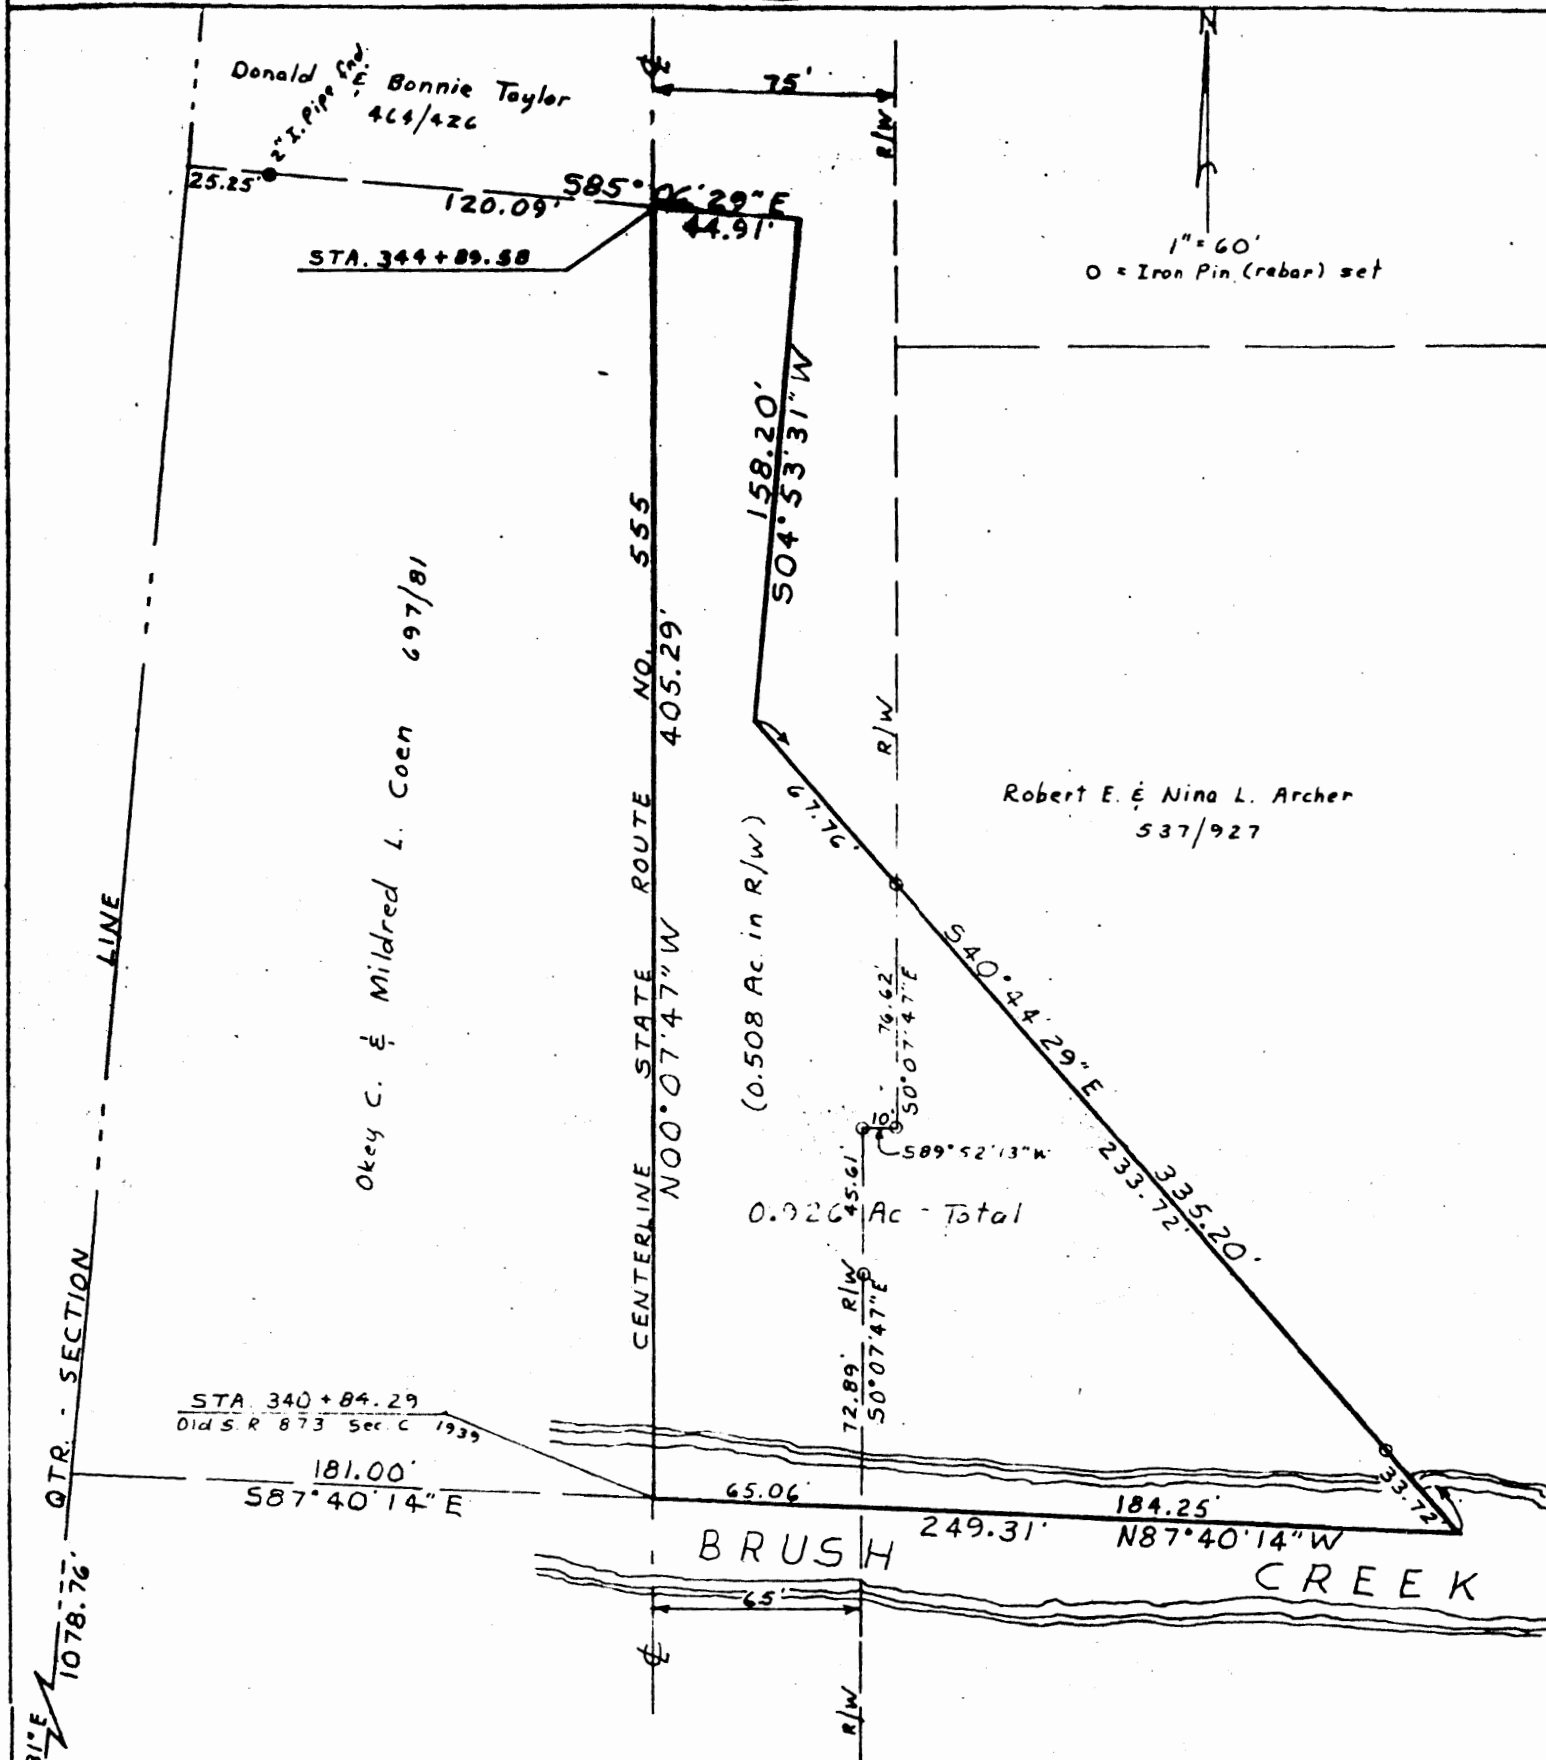 N
75'
Donald & Bonnie Taylor
464/426
2" I. Pipe fnd.
R/W
25.25'
120.09'
S85°06'29"E
44.91'
STA. 344+89.58
1" = 60'
O = Iron Pin (rebar) set
158.20'
S04°53'31"W
CENTERLINE STATE ROUTE NO. 555
N00°07'47"W 405.29'
Okey C. & Mildred L. Coen 697/81
R/W
67.76'
Robert E. & Nina L. Archer
537/927
(0.508 Ac. in R/W)
QTR. - SECTION LINE
S40°44'29"E
335.20'
233.72'
76.62'
S0°07'47"E
10'
S89°52'13"W
45.61'
0.926 Ac - Total
R/W
72.89'
S0°07'47"E
STA. 340+84.29
Old S.R 873 Sec. C 1939
181.00'
S87°40'14"E
65.06'
184.25'
33.72'
249.31'
N87°40'14"W
BRUSH CREEK
65'
1078.76'
R/W
31"E